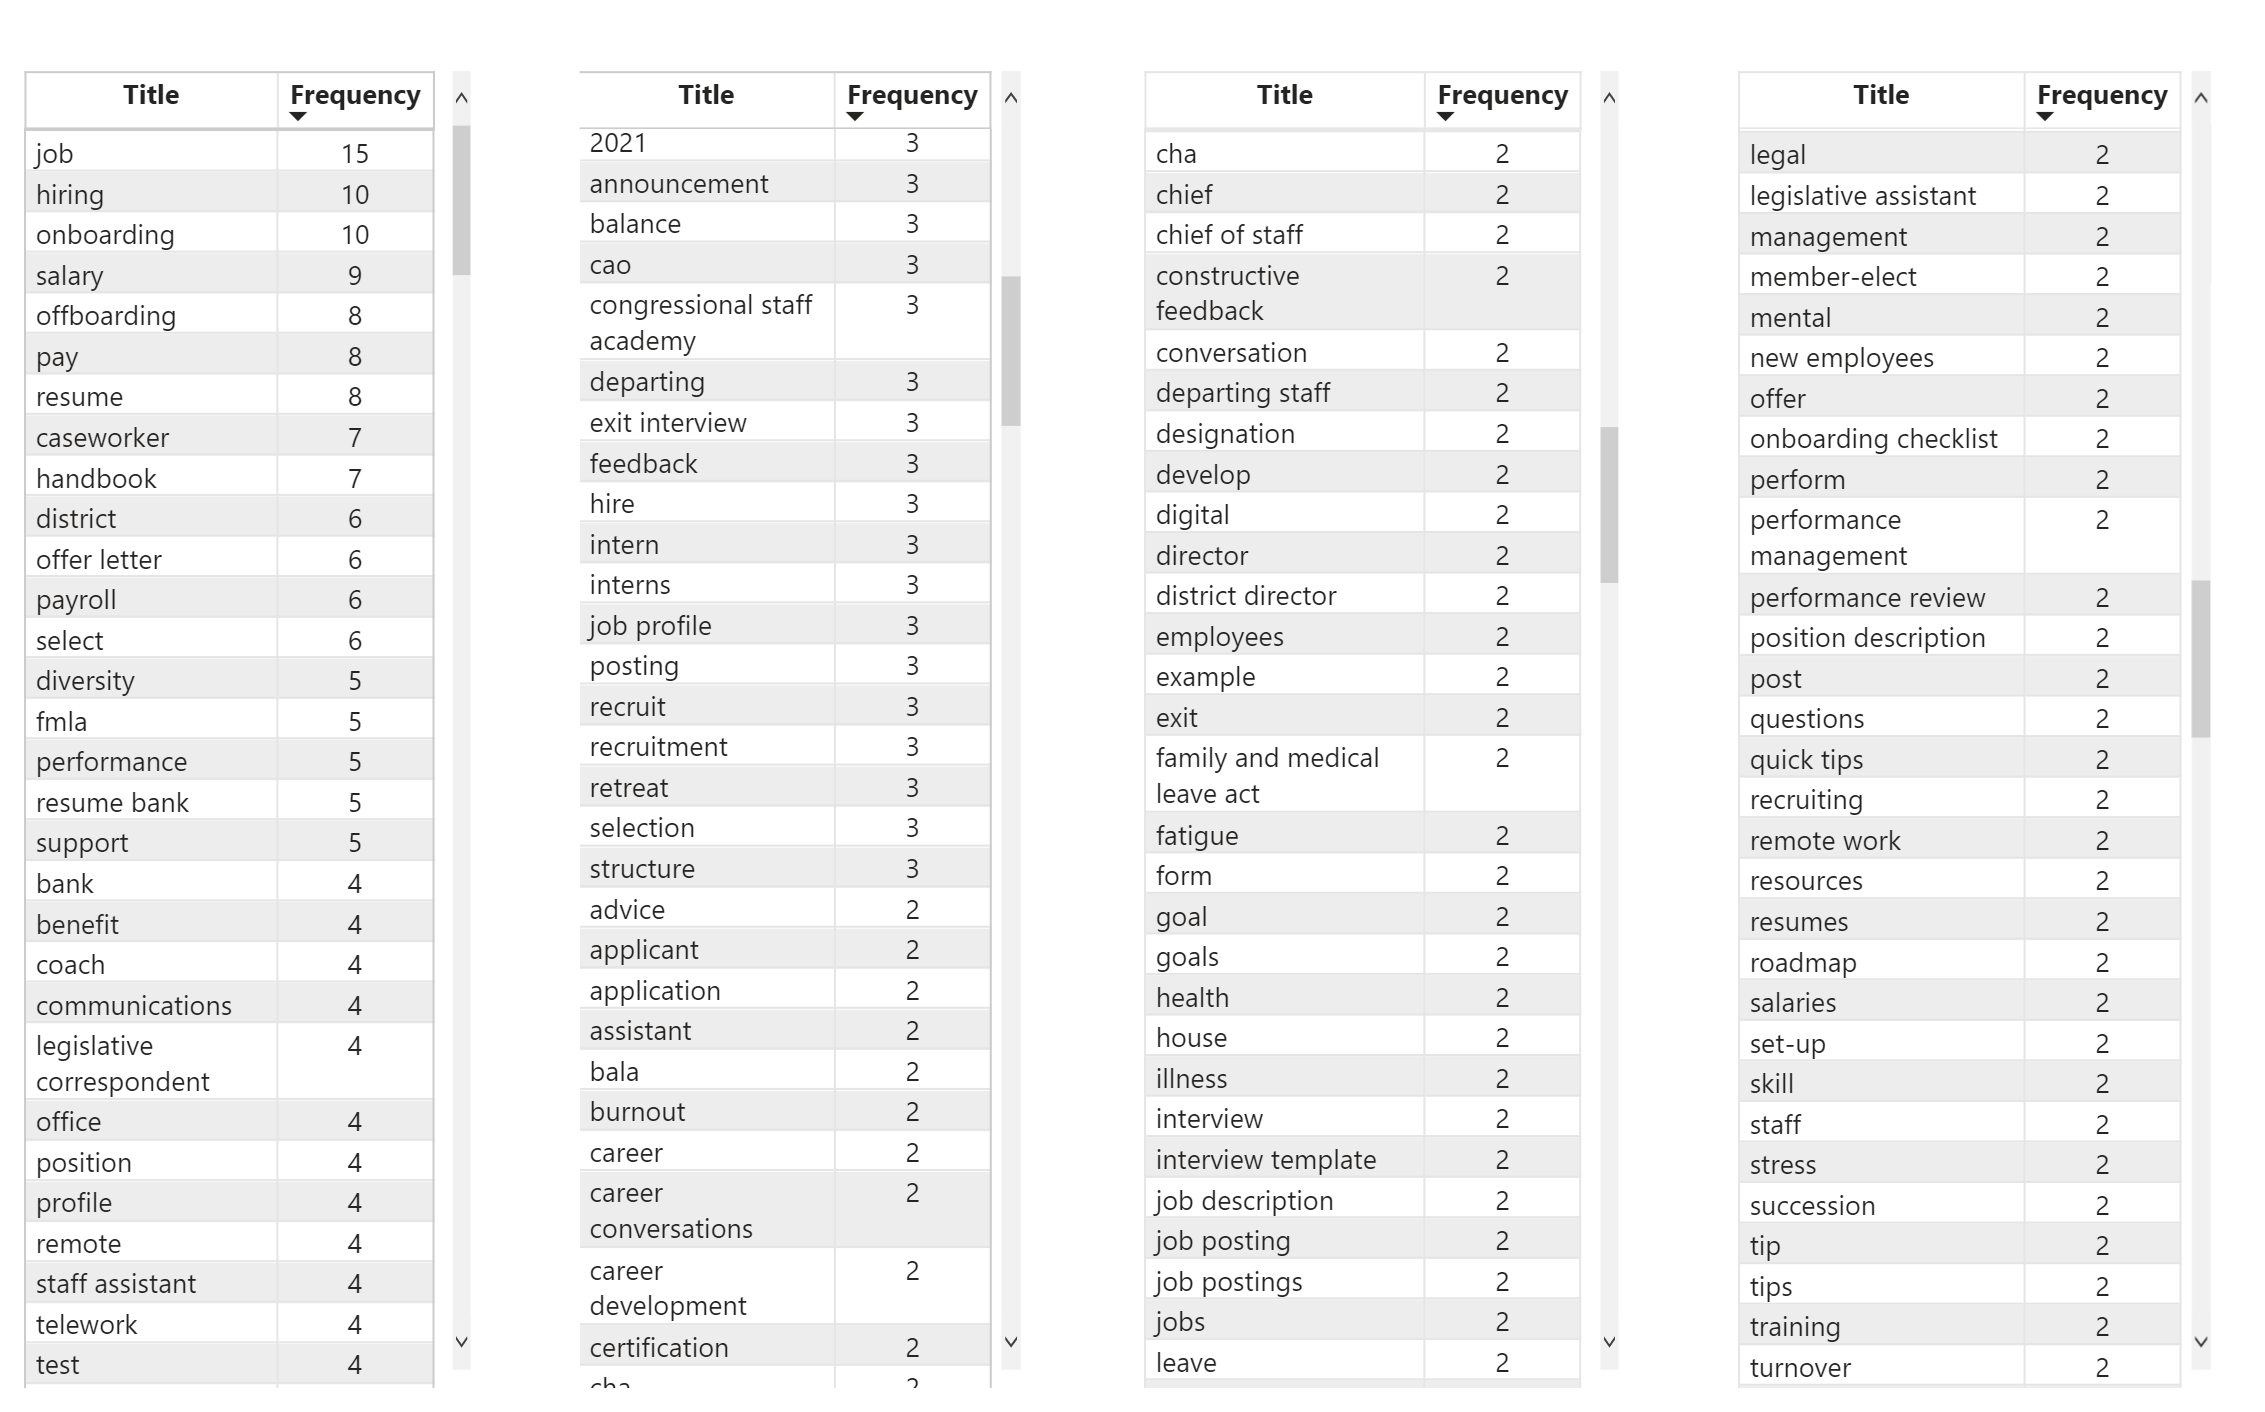 Title Frequency
job 15
hiring 10
onboarding 10
salary 9
offboarding 8
pay 8
resume 8
caseworker 7
handbook 7
district 6
offer letter 6
payroll 6
select 6
diversity 5
fmla 5
performance 5
resume bank 5
support 5
bank 4
benefit 4
coach 4
communications 4
legislative 4
correspondent
office 4
position 4
profile 4
remote 4
staff assistant 4
telework 4
test 4
Title Frequency
2021 3
announcement 3
balance 3
cao 3
congressional staff 3
academy
departing 3
exit interview 3
feedback 3
hire 3
intern 3
interns 3
job profile 3
posting 3
recruit 3
recruitment 3
retreat 3
selection 3
structure 3
advice 2
applicant 2
application 2
assistant 2
bala 2
burnout 2
career 2
career 2
conversations
career 2
development
certification 2
cha 2
Title Frequency
cha 2
chief 2
chief of staff 2
constructive 2
feedback
conversation 2
departing staff 2
designation 2
develop 2
digital 2
director 2
district director 2
employees 2
example 2
exit 2
family and medical 2
leave act
fatigue 2
form 2
goal 2
goals 2
health 2
house 2
illness 2
interview 2
interview template 2
job description 2
job posting 2
job postings 2
jobs 2
leave 2
Title Frequency
legal 2
legislative assistant 2
management 2
member-elect 2
mental 2
new employees 2
offer 2
onboarding checklist 2
perform 2
performance 2
management
performance review 2
position description 2
post 2
questions 2
quick tips 2
recruiting 2
remote work 2
resources 2
resumes 2
roadmap 2
salaries 2
set-up 2
skill 2
staff 2
stress 2
succession 2
tip 2
tips 2
training 2
turnover 2